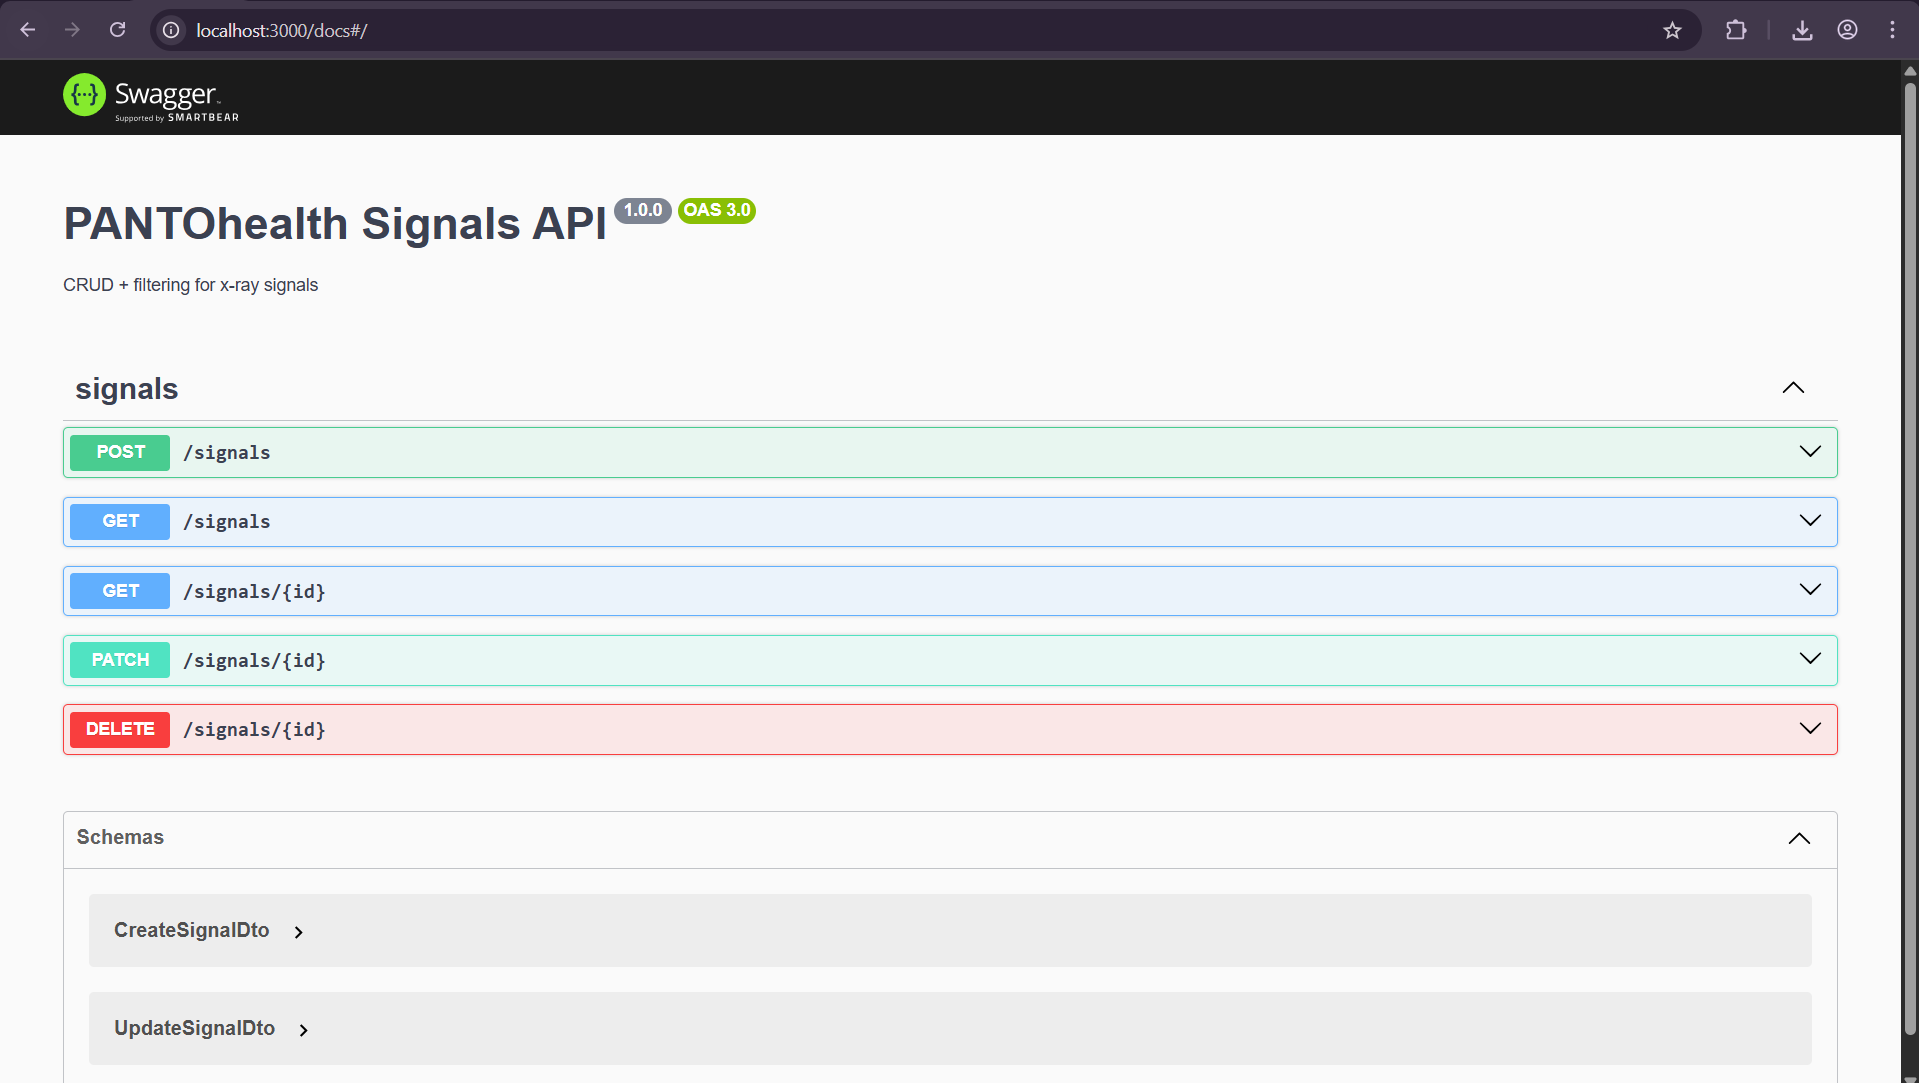 localhost:3000/docs#/
{···} Swagger™
Supported by SMARTBEAR
PANTOhealth Signals API 1.0.0 OAS 3.0
CRUD + filtering for x-ray signals
signals
POST /signals
GET /signals
GET /signals/{id}
PATCH /signals/{id}
DELETE /signals/{id}
Schemas
CreateSignalDto
UpdateSignalDto